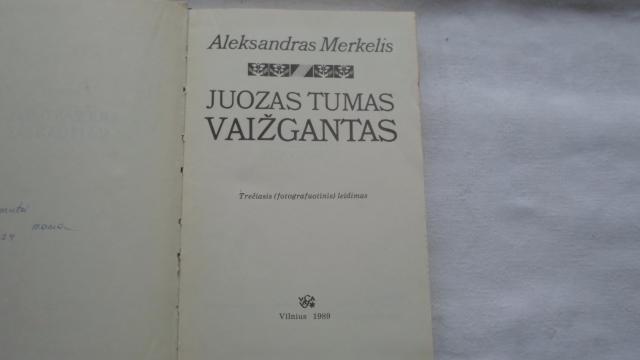 Aleksandras Merkelis
JUOZAS TUMAS
VAIŽGANTAS
Trečiasis (fotografuotinis) leidimas
Vilnius 1989